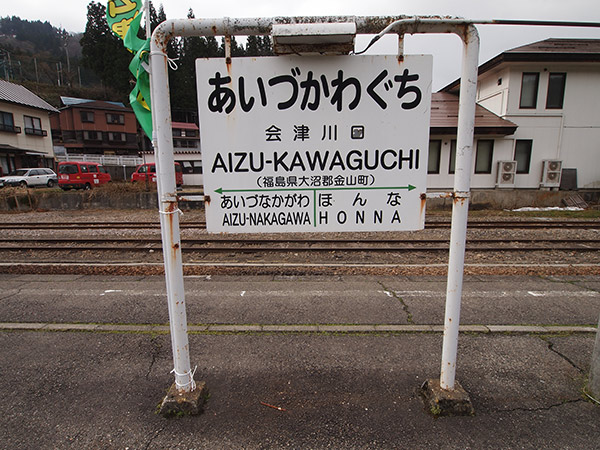 あいづかわぐち
会津川口
AIZU-KAWAGUCHI
(福島県大沼郡金山町)
あいづなかがわ ほんな
AIZU-NAKAGAWA HONNA